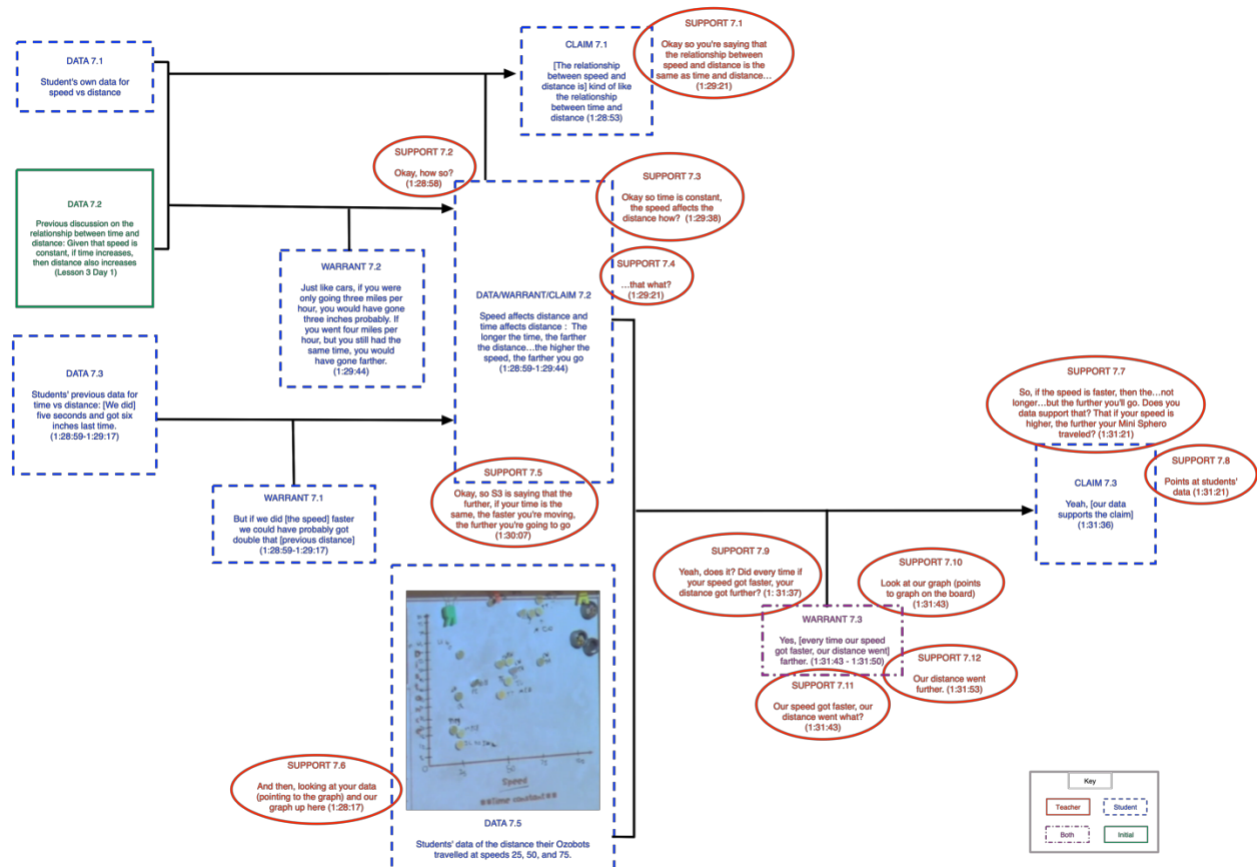 DATA 7.1
Student's own data for
speed vs distance
CLAIM 7.1
[The relationship
between speed and
distance is] kind of like
the relationship
between time and
distance (1:28:53)
SUPPORT 7.1
Okay so you're saying that
the relationship between
speed and distance is the
same as time and distance…
(1:29:21)
SUPPORT 7.2
Okay, how so?
(1:28:58)
DATA 7.2
Previous discussion on the
relationship between time and
distance: Given that speed is
constant, if time increases,
then distance also increases
(Lesson 3 Day 1)
SUPPORT 7.3
Okay so time is constant,
the speed affects the
distance how? (1:29:38)
SUPPORT 7.4
…that what?
(1:29:21)
WARRANT 7.2
Just like cars, if you were
only going three miles per
hour, you would have gone
three inches probably. If
you went four miles per
hour, but you still had the
same time, you would
have gone farther.
(1:29:44)
DATA/WARRANT/CLAIM 7.2
Speed affects distance and
time affects distance : The
longer the time, the farther
the distance…the higher the
speed, the farther you go
(1:28:59-1:29:44)
DATA 7.3
Students' previous data for
time vs distance: [We did]
five seconds and got six
inches last time.
(1:28:59-1:29:17)
WARRANT 7.1
But if we did [the speed] faster
we could have probably got
double that [previous distance]
(1:28:59-1:29:17)
SUPPORT 7.5
Okay, so S3 is saying that the
further, if your time is the
same, the faster you're moving,
the further you're going to go
(1:30:07)
SUPPORT 7.7
So, if the speed is faster, then the…not
longer…but the further you'll go. Does you
data support that? That if your speed is
higher, the further your Mini Sphero
traveled? (1:31:21)
SUPPORT 7.8
Points at students'
data (1:31:21)
CLAIM 7.3
Yeah, [our data
supports the claim]
(1:31:36)
SUPPORT 7.9
Yeah, does it? Did every time if
your speed got faster, your
distance got further? (1: 31:37)
SUPPORT 7.10
Look at our graph (points
to graph on the board)
(1:31:43)
WARRANT 7.3
Yes, [every time our speed
got faster, our distance went]
farther. (1:31:43 - 1:31:50)
SUPPORT 7.12
Our distance went
further. (1:31:53)
SUPPORT 7.11
Our speed got faster, our
distance went what?
(1:31:43)
SUPPORT 7.6
And then, looking at your data
(pointing to the graph) and our
graph up here (1:28:17)
Speed
**Time constant**
DATA 7.5
Students' data of the distance their Ozobots
travelled at speeds 25, 50, and 75.
Key
Teacher
Student
Both
Initial